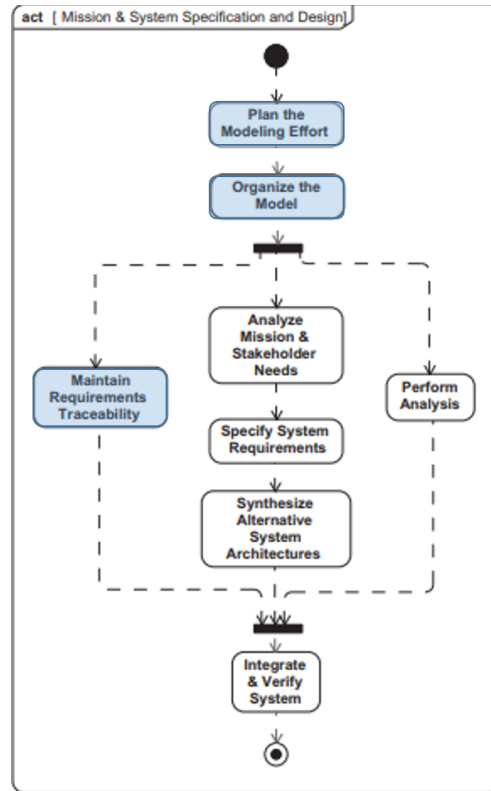 act [ Mission & System Specification and Design]
Plan the
Modeling Effort
Organize the
Model
Analyze
Mission &
Stakeholder
Needs
Maintain
Requirements
Traceability
Perform
Analysis
Specify System
Requirements
Synthesize
Alternative
System
Architectures
Integrate
& Verify
System